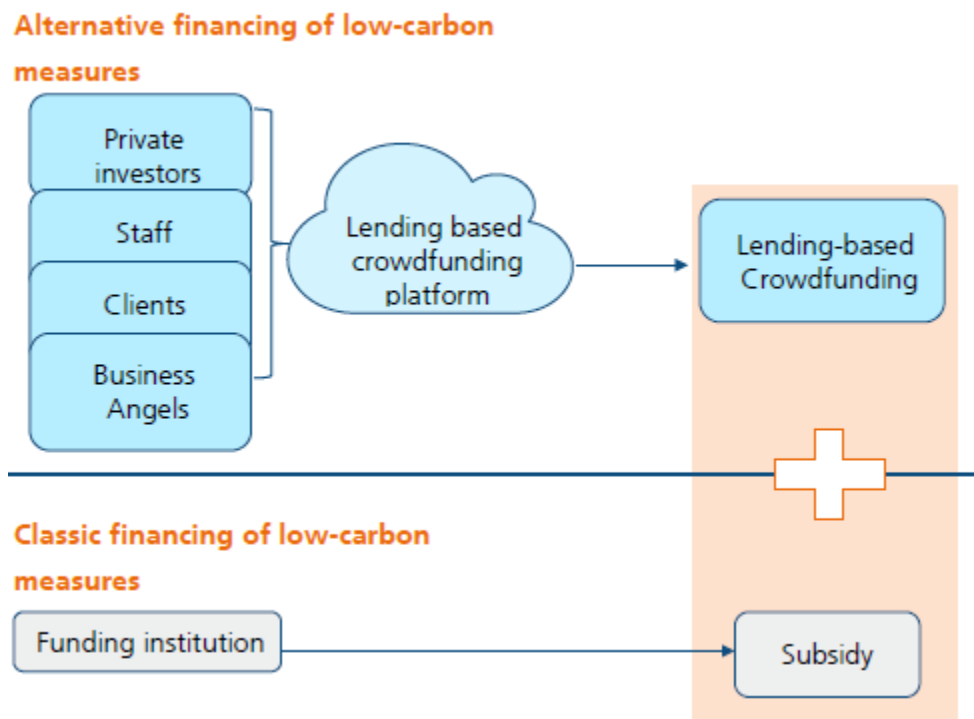 Alternative financing of low-carbon
measures
Private
investors
Staff
Clients
Business
Angels
Lending based
crowdfunding
platform
Lending-based
Crowdfunding
Classic financing of low-carbon
measures
Funding institution
Subsidy